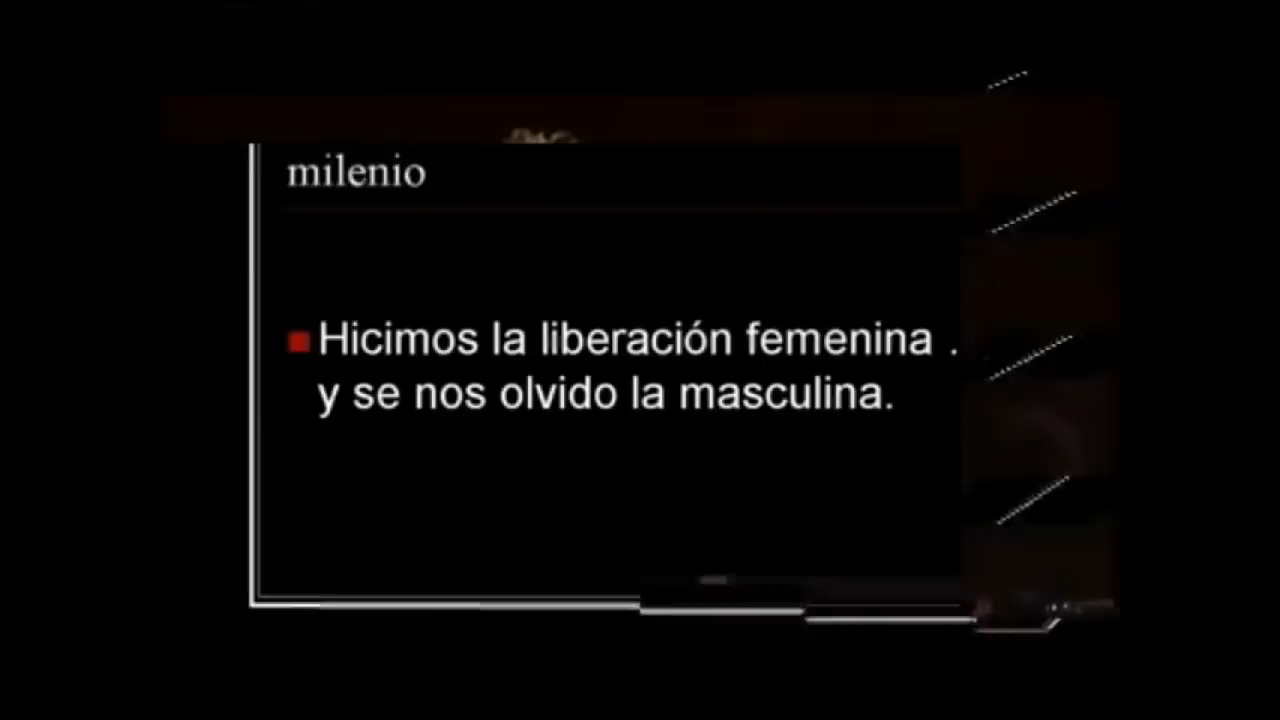 milenio
Hicimos la liberación femenina .
y se nos olvido la masculina.